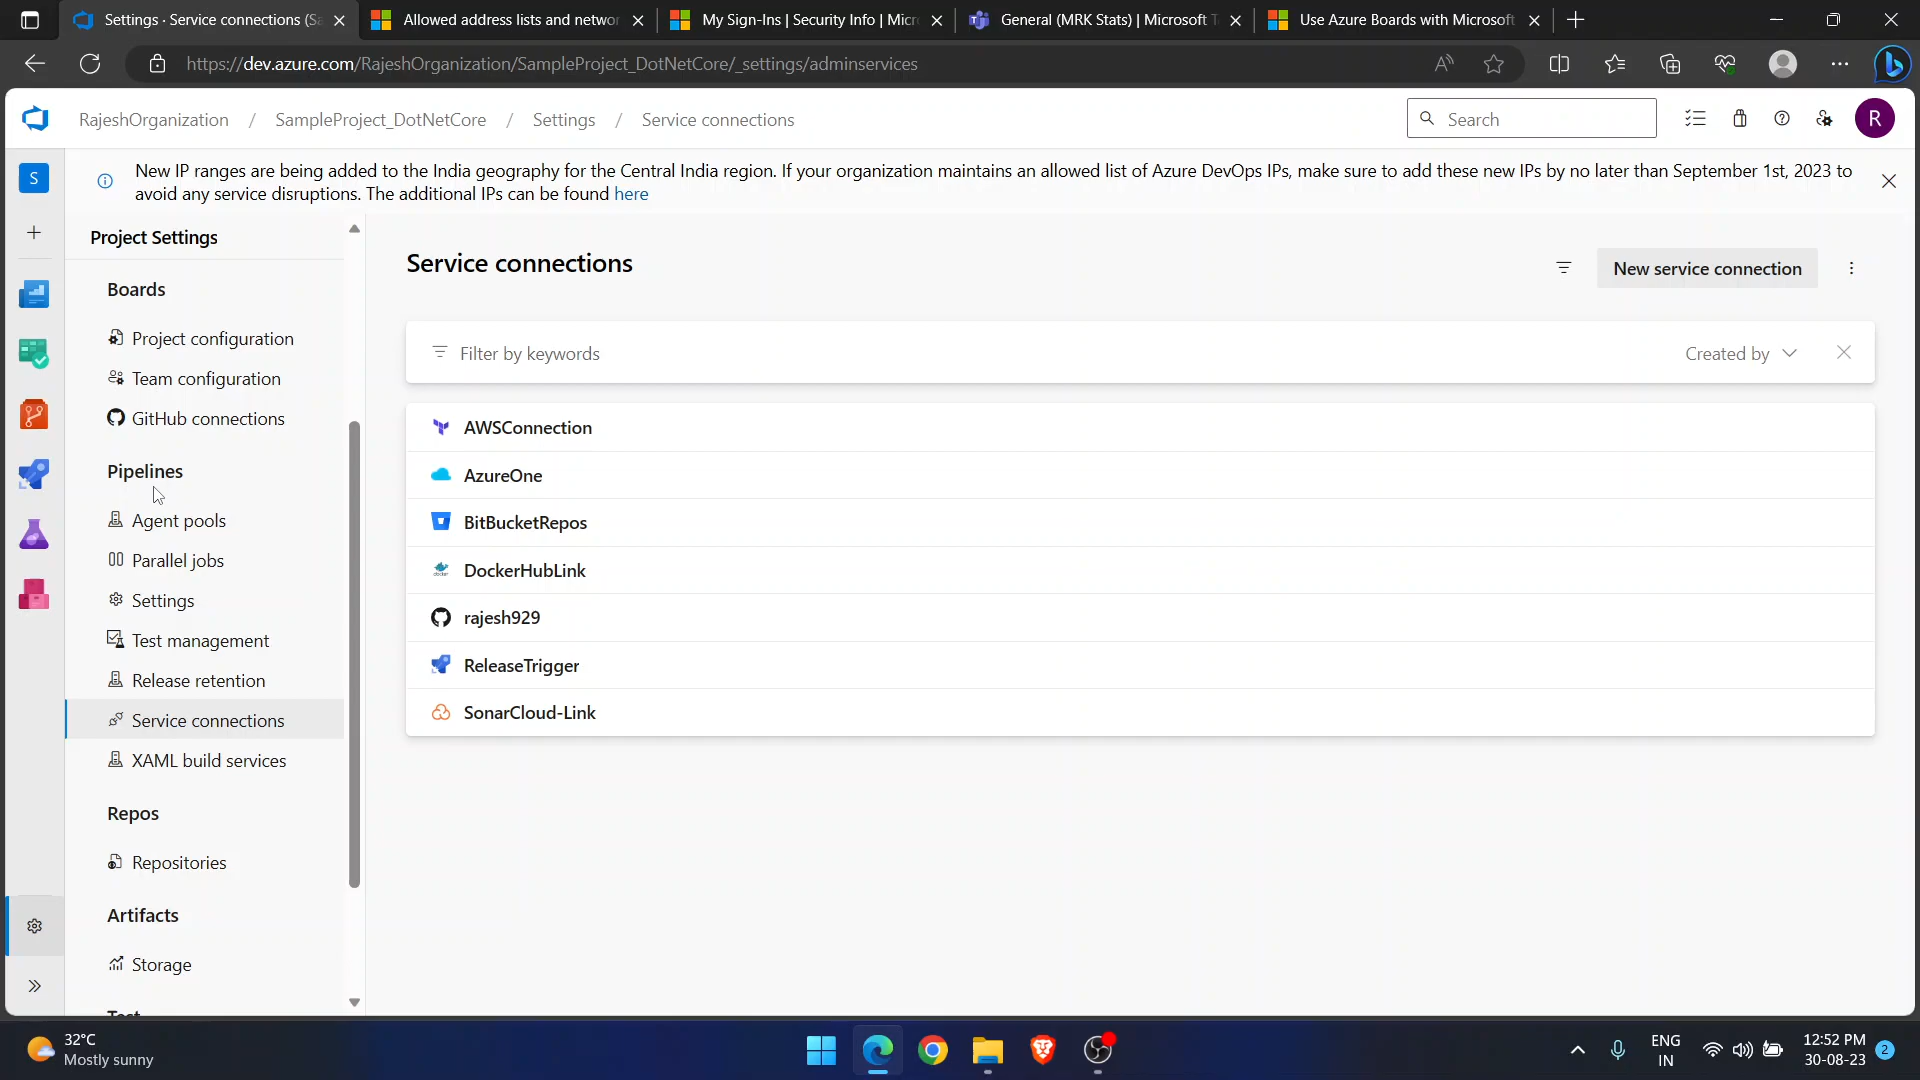 Settings · Service connections (Sa
Allowed address lists and networ
My Sign-Ins | Security Info | Micr
General (MRK Stats) | Microsoft T
Use Azure Boards with Microsoft
https://dev.azure.com/RajeshOrganization/SampleProject_DotNetCore/_settings/adminservices
RajeshOrganization / SampleProject_DotNetCore / Settings / Service connections
Search
R
S
New IP ranges are being added to the India geography for the Central India region. If your organization maintains an allowed list of Azure DevOps IPs, make sure to add these new IPs by no later than September 1st, 2023 to
avoid any service disruptions. The additional IPs can be found here
Project Settings
Boards
Project configuration
Team configuration
GitHub connections
Pipelines
Agent pools
Parallel jobs
Settings
Test management
Release retention
Service connections
XAML build services
Repos
Repositories
Artifacts
Storage
Test
Service connections
New service connection
Filter by keywords
Created by
AWSConnection
AzureOne
BitBucketRepos
DockerHubLink
rajesh929
ReleaseTrigger
SonarCloud-Link
32°C
Mostly sunny
ENG
IN
12:52 PM
30-08-23
2